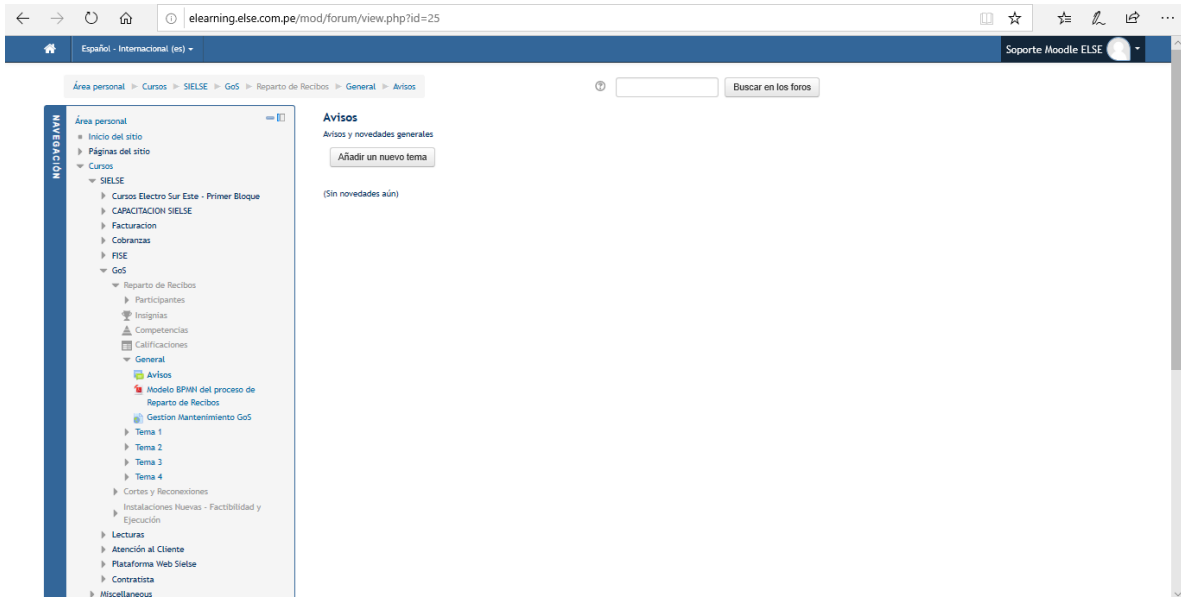 elearning.else.com.pe/mod/forum/view.php?id=25
Español - Internacional (es)
Soporte Moodle ELSE
Área personal Cursos SIELSE GoS Reparto de Recibos General Avisos
Buscar en los foros
NAVEGACIÓN
Área personal
Inicio del sitio
Páginas del sitio
Cursos
SIELSE
Cursos Electro Sur Este - Primer Bloque
CAPACITACION SIELSE
Facturacion
Cobranzas
FISE
GoS
Reparto de Recibos
Participantes
Insignias
Competencias
Calificaciones
General
Avisos
Modelo BPMN del proceso de
Reparto de Recibos
Gestion Mantenimiento GoS
Tema 1
Tema 2
Tema 3
Tema 4
Cortes y Reconexiones
Instalaciones Nuevas - Factibilidad y
Ejecución
Lecturas
Atención al Cliente
Plataforma Web Sielse
Contratista
Miscellaneous
Avisos
Avisos y novedades generales
Añadir un nuevo tema
(Sin novedades aún)